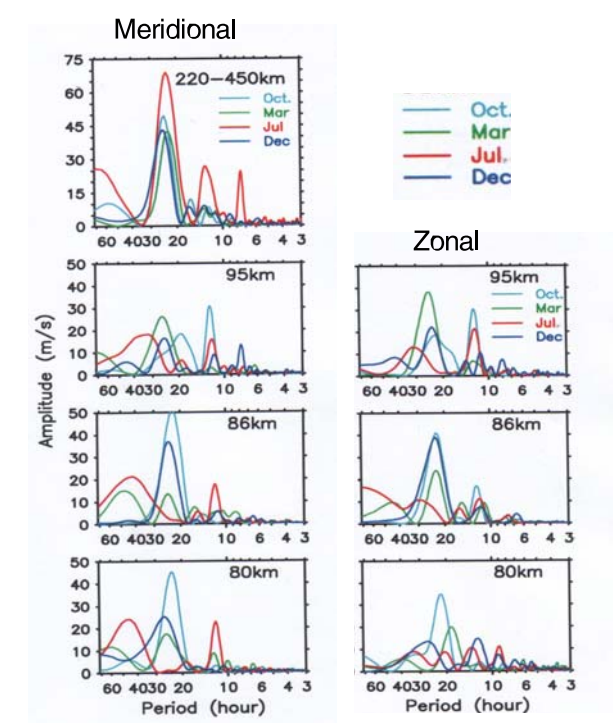 Meridional
75
60
45
30
15
0
220-450km
Oct.
Mar
Jul
Dec
60 4030 20 10 6 4 3
Oct.
Mar
Jul.
Dec
Zonal
50
40
30
20
10
0
95km
60 4030 20 10 6 4 3
95km
Oct.
Mar
Jul.
Dec
60 4030 20 10 6 4 3
Amplitude (m/s)
50
40
30
20
10
0
86km
60 4030 20 10 6 4 3
86km
60 4030 20 10 6 4 3
50
40
30
20
10
0
80km
60 4030 20 10 6 4 3
Period (hour)
80km
60 4030 20 10 6 4 3
Period (hour)